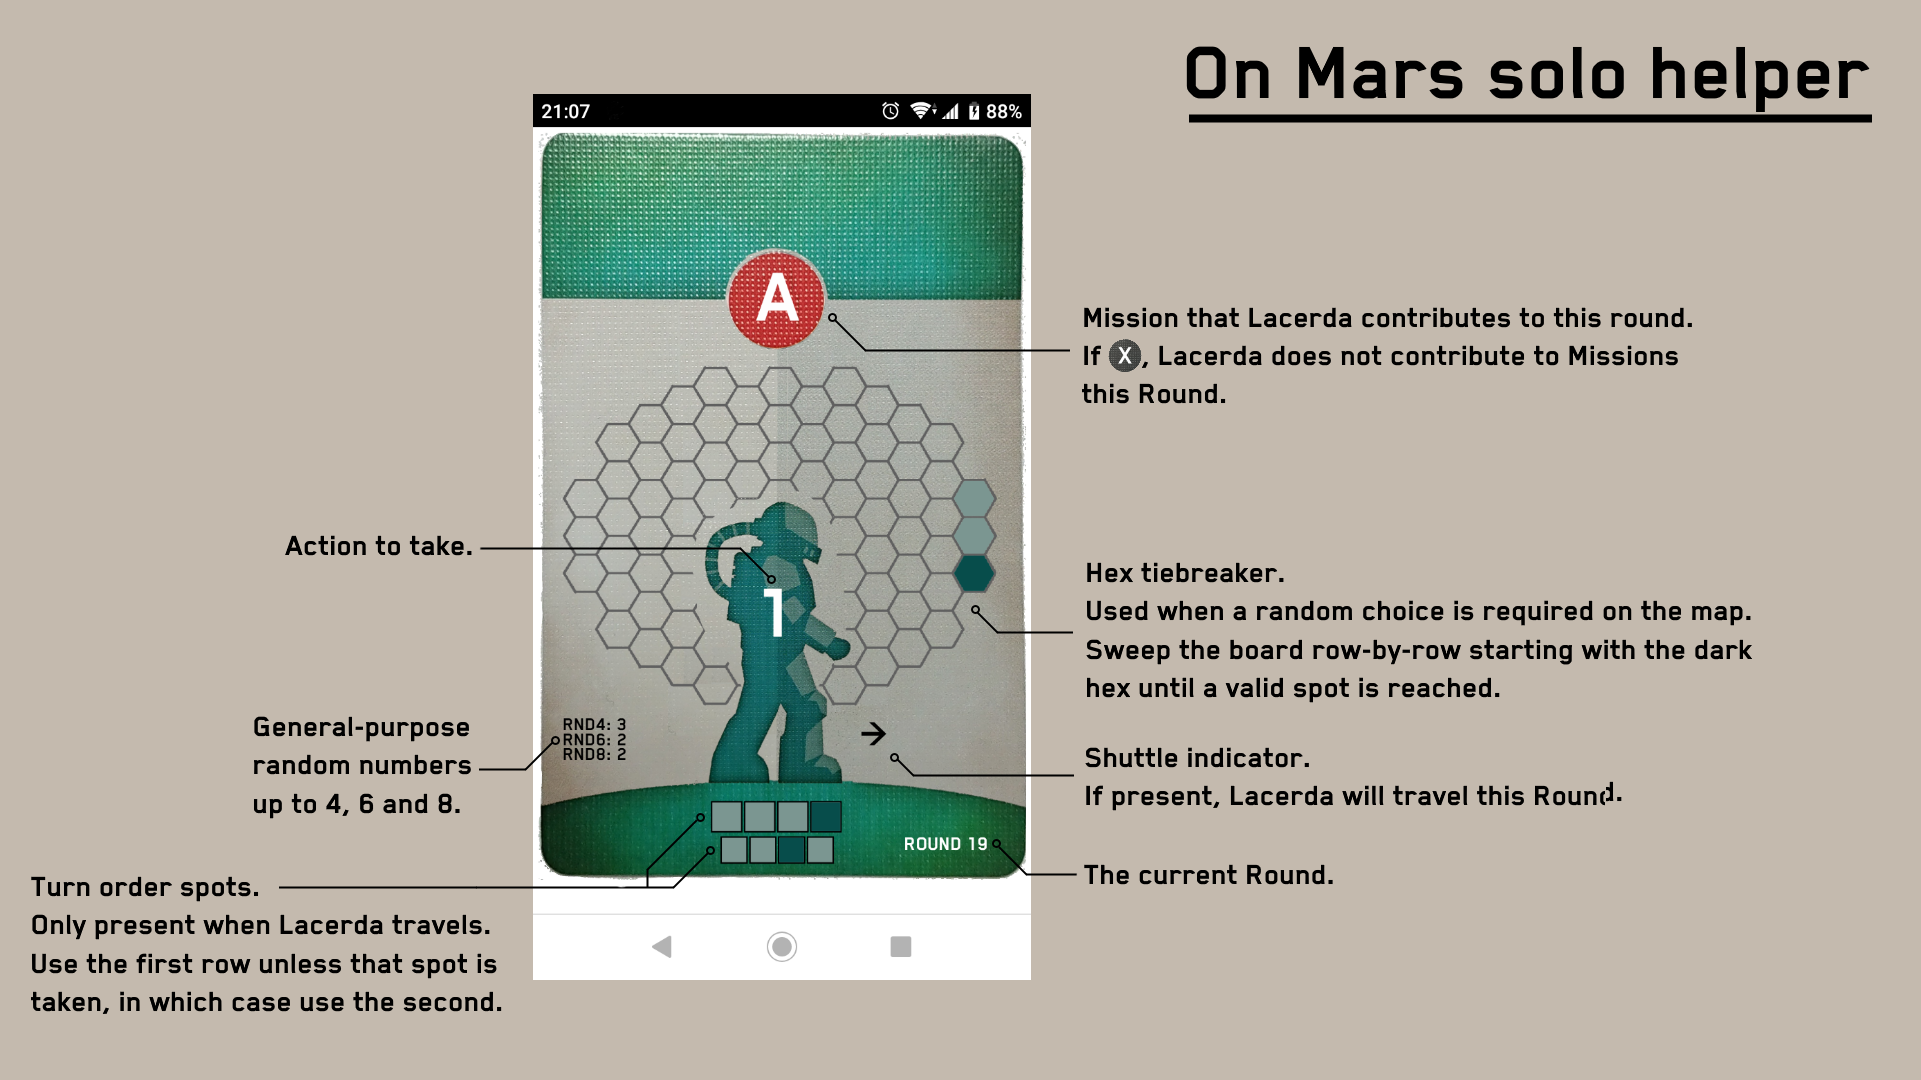 On Mars solo helper
21:07 88%
A
Mission that Lacerda contributes to this round.
If X, Lacerda does not contribute to Missions
this Round.
Action to take.
1
Hex tiebreaker.
Used when a random choice is required on the map.
Sweep the board row-by-row starting with the dark
hex until a valid spot is reached.
General-purpose
random numbers
up to 4, 6 and 8.
RND4: 3
RND6: 2
RND8: 2
Shuttle indicator.
If present, Lacerda will travel this Round.
ROUND 19
The current Round.
Turn order spots.
Only present when Lacerda travels.
Use the first row unless that spot is
taken, in which case use the second.